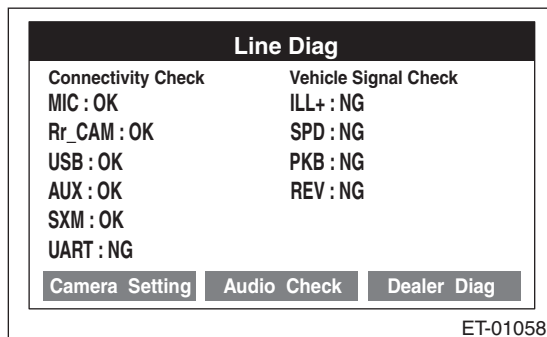 Line Diag
Connectivity Check
MIC : OK
Rr_CAM : OK
USB : OK
AUX : OK
SXM : OK
UART : NG
Vehicle Signal Check
ILL+ : NG
SPD : NG
PKB : NG
REV : NG
Camera Setting
Audio Check
Dealer Diag
ET-01058